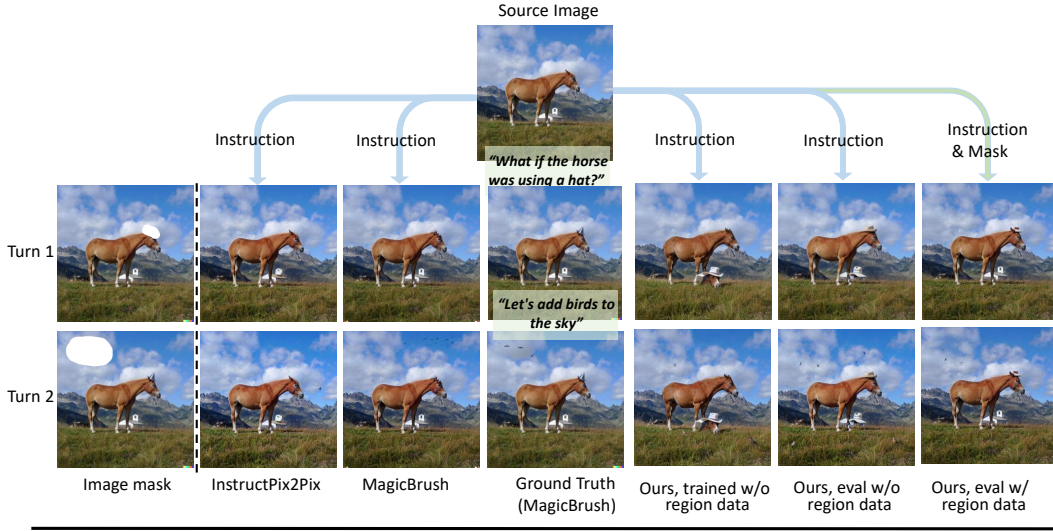 Source Image
Instruction
Instruction
Instruction
Instruction
Instruction
& Mask
“What if the horse
was using a hat?”
Turn 1
“Let's add birds to
the sky”
Turn 2
Image mask
InstructPix2Pix
MagicBrush
Ground Truth
(MagicBrush)
Ours, trained w/o
region data
Ours, eval w/o
region data
Ours, eval w/
region data